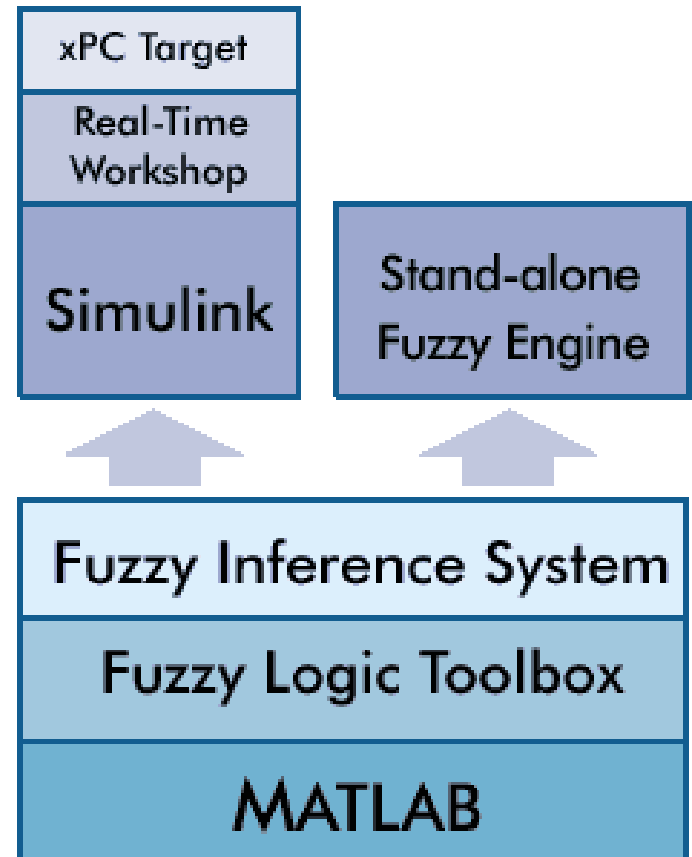 xPC Target
Real-Time
Workshop
Simulink
Stand-alone
Fuzzy Engine
Fuzzy Inference System
Fuzzy Logic Toolbox
MATLAB